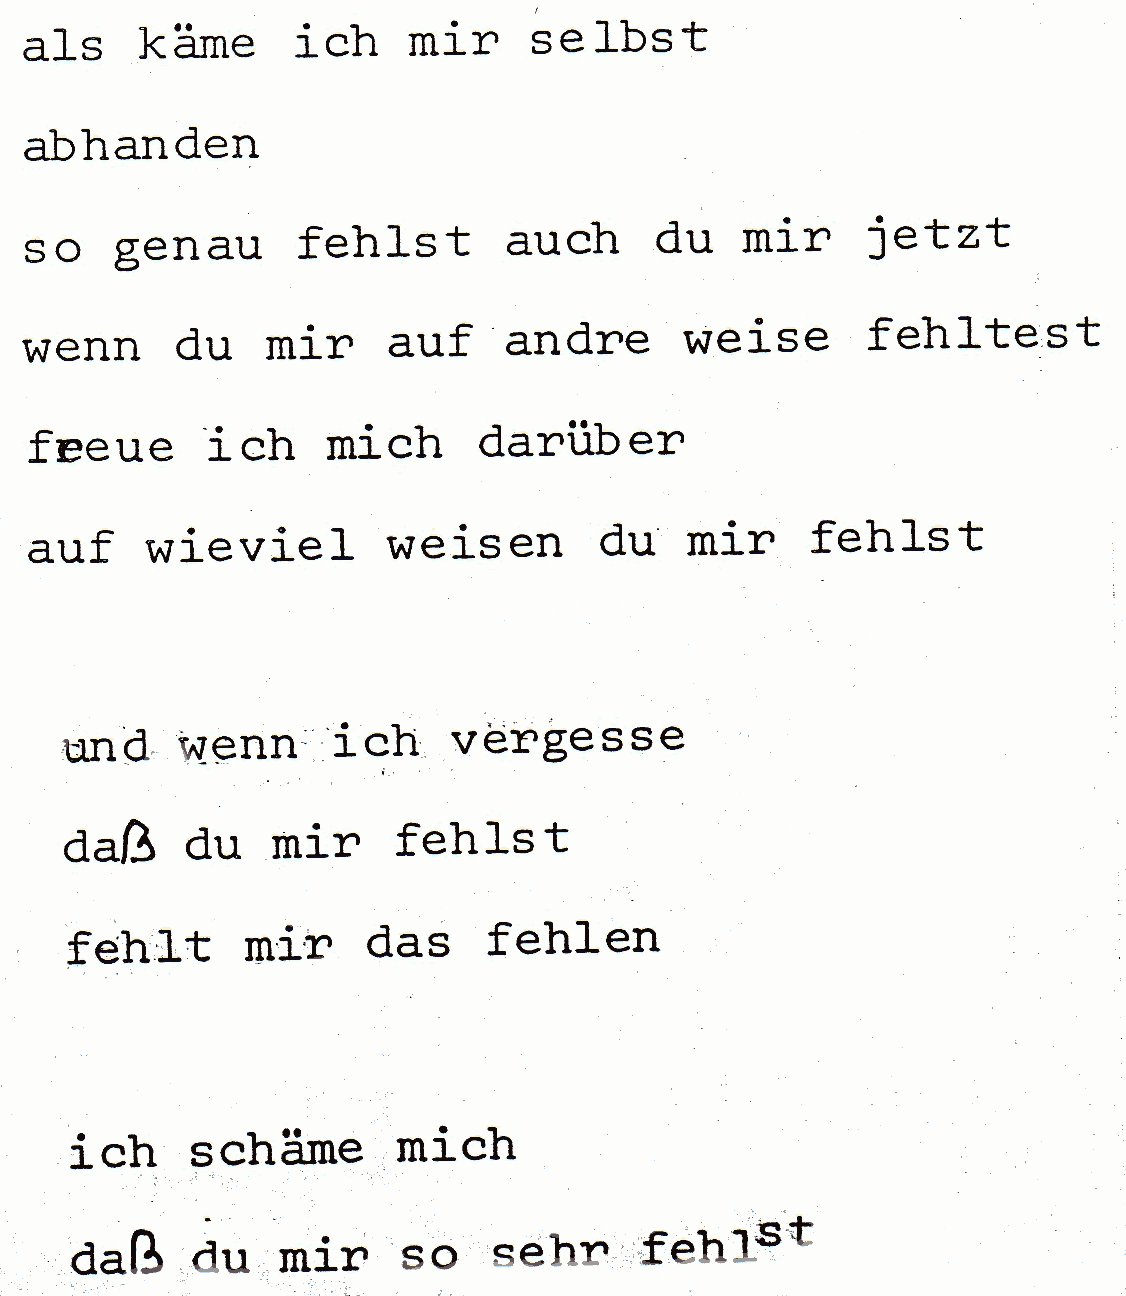 als käme ich mir selbst
abhanden
so genau fehlst auch du mir jetzt
wenn du mir auf andre weise fehltest
freue ich mich darüber
auf wieviel weisen du mir fehlst
und wenn ich vergesse
daß du mir fehlst
fehlt mir das fehlen
ich schäme mich
daß du mir so sehr fehlst